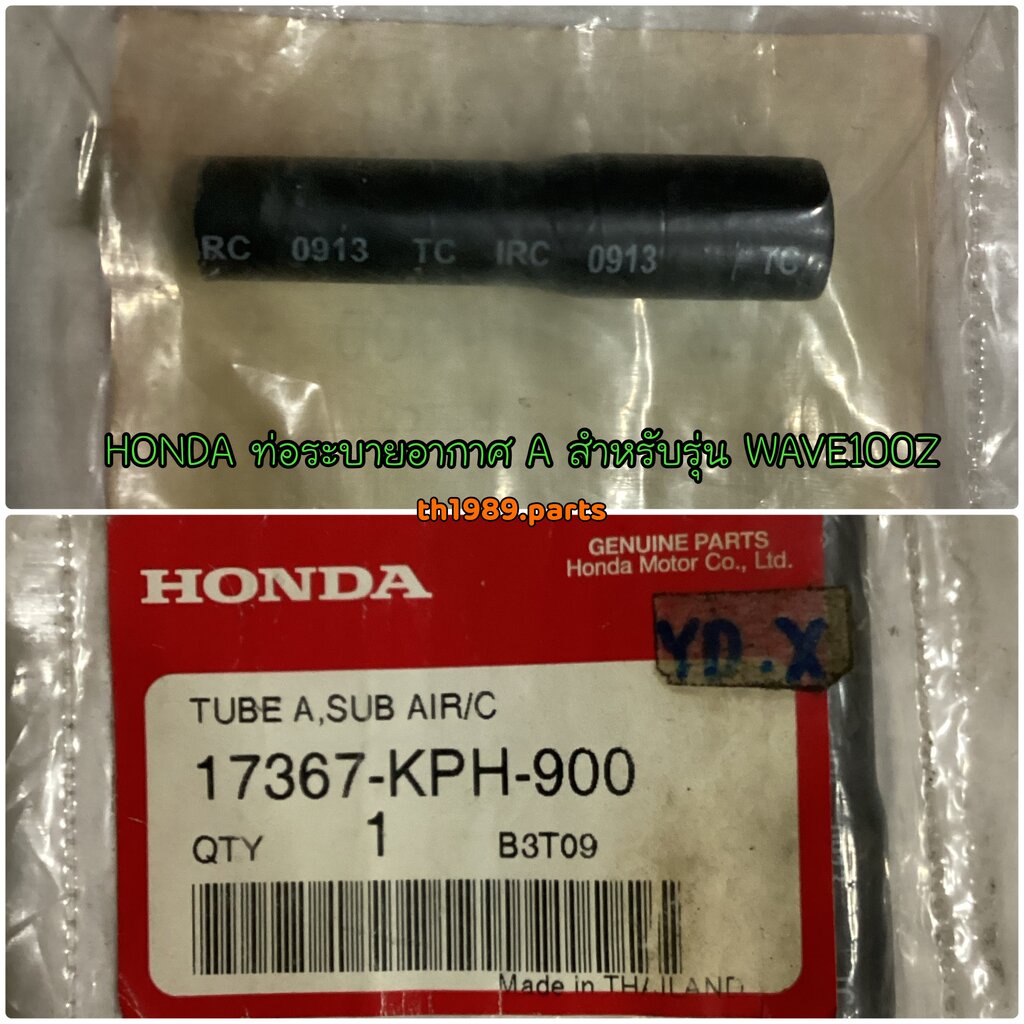 RC 0913 TC IRC 0913 TC
HONDA ท่อระบายอากาศ A สำหรับรุ่น WAVE100Z
th1989.parts
HONDA
GENUINE PARTS
Honda Motor Co., Ltd.
YD.X
TUBE A,SUB AIR/C
17367-KPH-900
QTY 1 B3T09
Made in THAILAND